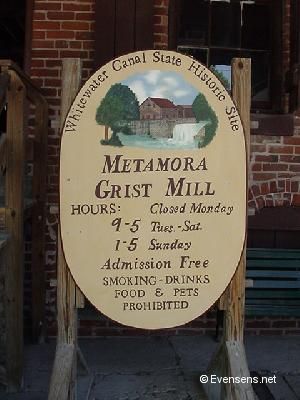 Whitewater Canal State Historic Site
METAMORA
GRIST MILL
HOURS: Closed Monday
9-5 Tues.-Sat.
1-5 Sunday
Admission Free
SMOKING-DRINKS
FOOD & PETS
PROHIBITED
©Evensens.net